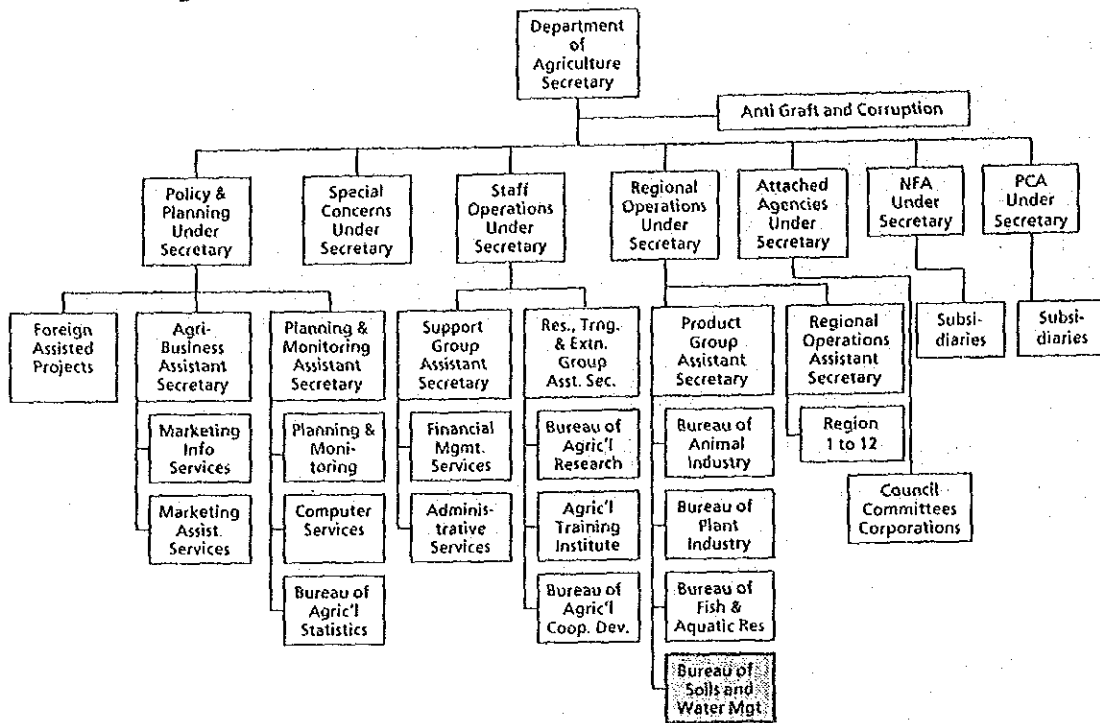 Department
of
Agriculture
Secretary
Anti Graft and Corruption
Policy &
Planning
Under
Secretary
Special
Concerns
Under
Secretary
Staff
Operations
Under
Secretary
Regional
Operations
Under
Secretary
Attached
Agencies
Under
Secretary
NFA
Under
Secretary
PCA
Under
Secretary
Foreign
Assisted
Projects
Agri-
Business
Assistant
Secretary
Planning &
Monitoring
Assistant
Secretary
Support
Group
Assistant
Secretary
Res., Trng.
& Extn.
Group
Asst. Sec.
Product
Group
Assistant
Secretary
Regional
Operations
Assistant
Secretary
Subsi-
diaries
Subsi-
diaries
Marketing
Info
Services
Planning &
Moni-
toring
Financial
Mgmt.
Services
Bureau of
Agric'l
Research
Bureau of
Animal
Industry
Region
1 to 12
Council
Committees
Corporations
Marketing
Assist.
Services
Computer
Services
Adminis-
trative
Services
Agric'l
Training
Institute
Bureau of
Plant
Industry
Bureau of
Agric'l
Statistics
Bureau of
Agric'l
Coop. Dev.
Bureau of
Fish &
Aquatic Res
Bureau of
Soils and
Water Mgt